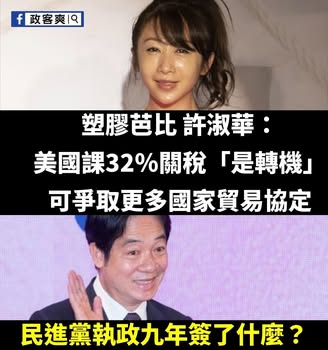 政客爽
塑膠芭比 許淑華：
美國課32%關稅「是轉機」
可爭取更多國家貿易協定
民進黨執政九年簽了什麼？